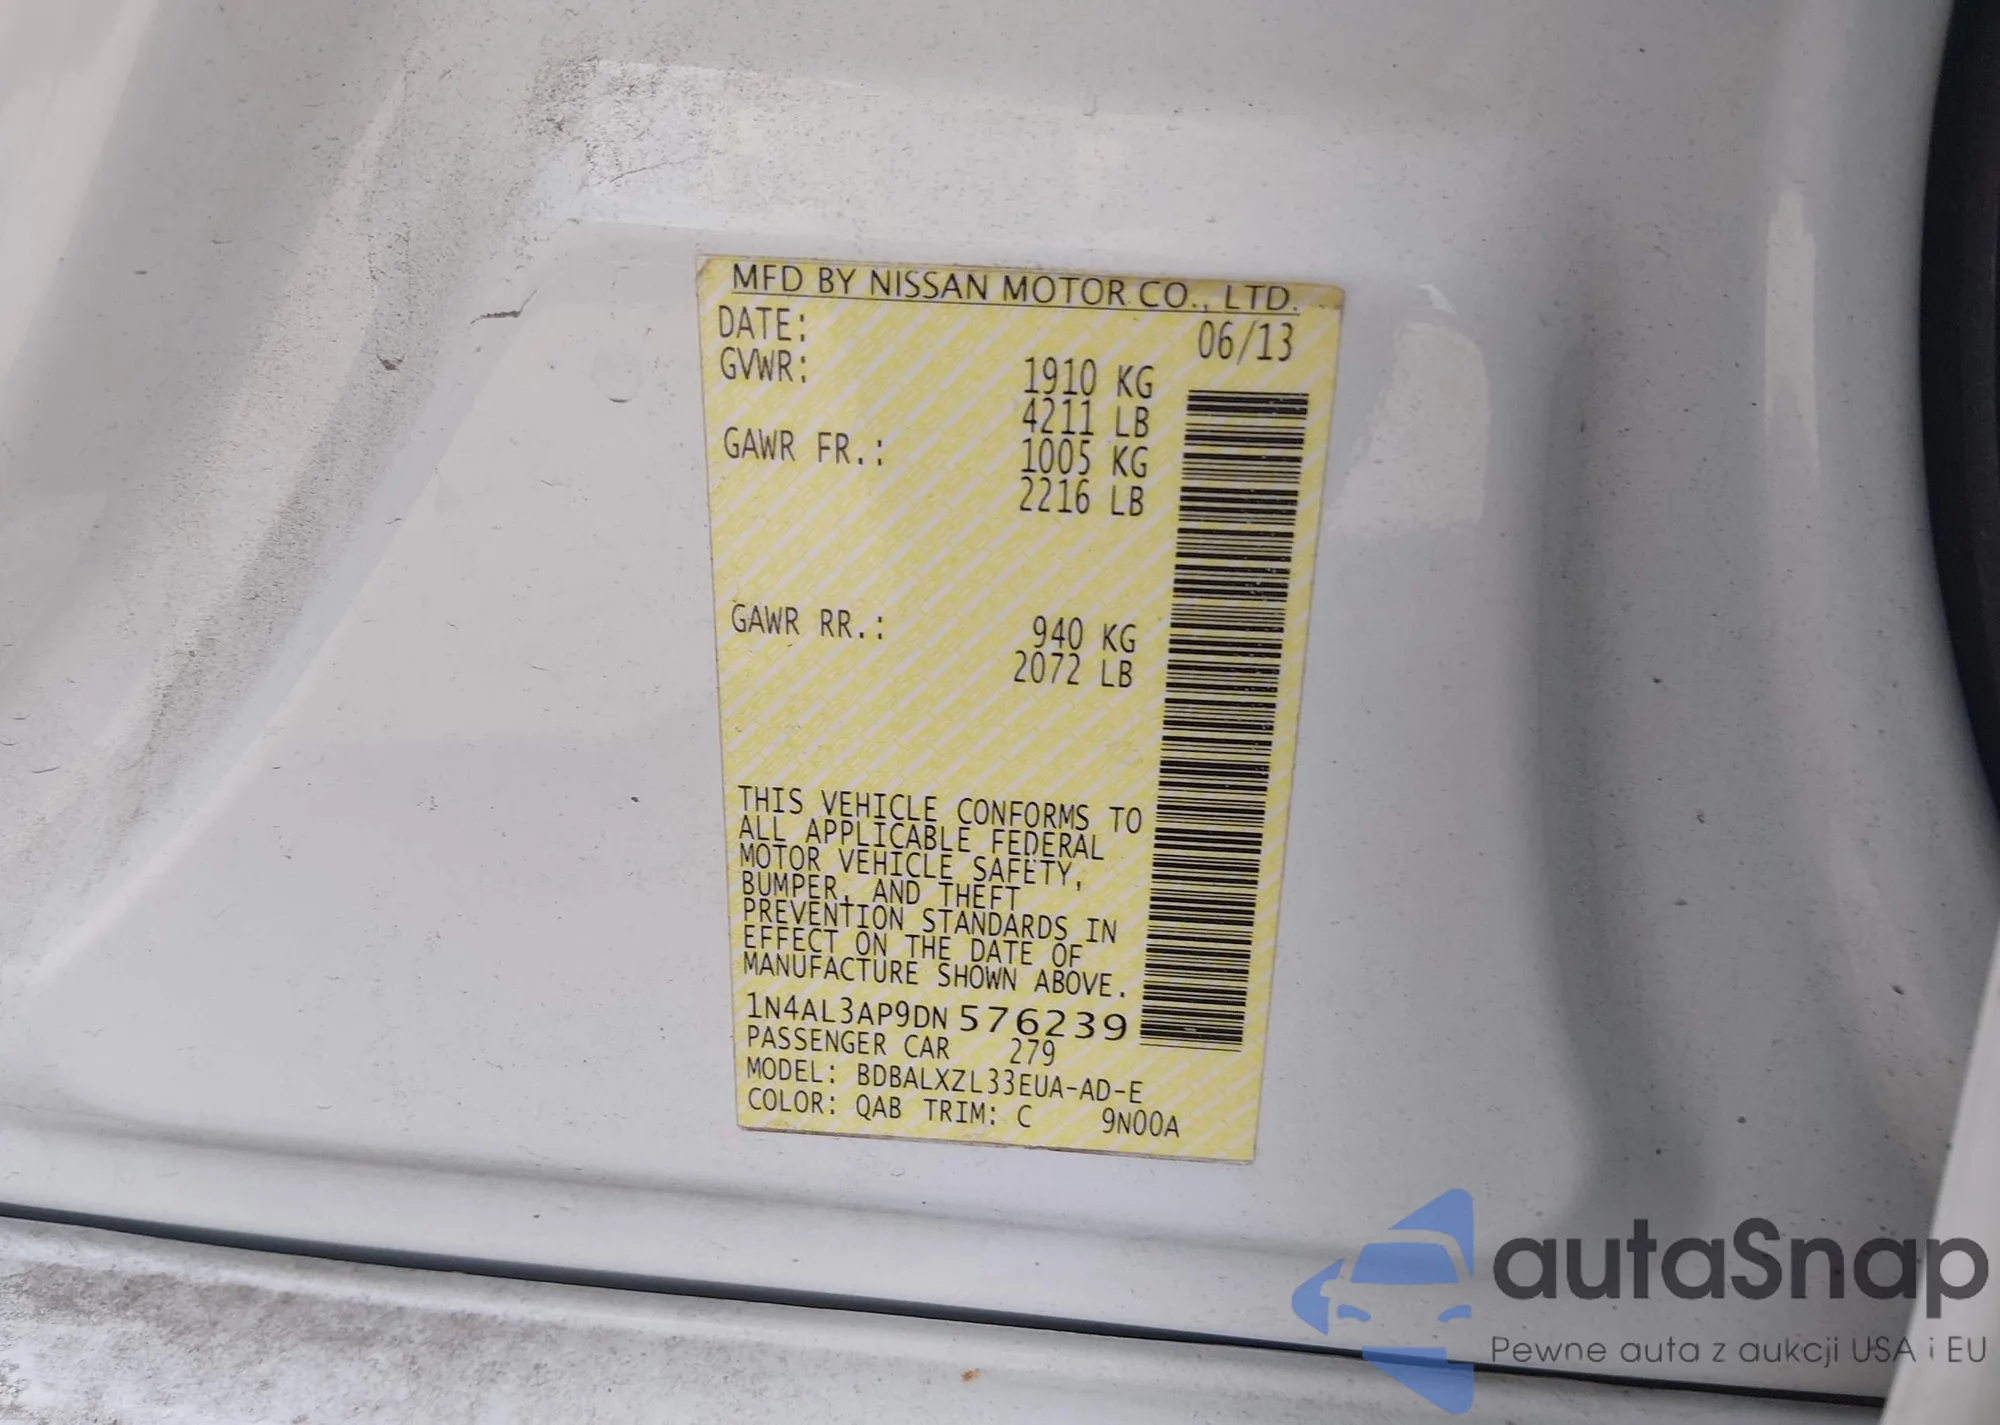 MFD BY NISSAN MOTOR CO., LTD.
DATE: 06/13
GVWR: 1910 KG
4211 LB
GAWR FR.: 1005 KG
2216 LB
GAWR RR.: 940 KG
2072 LB
THIS VEHICLE CONFORMS TO
ALL APPLICABLE FEDERAL
MOTOR VEHICLE SAFETY,
BUMPER, AND THEFT
PREVENTION STANDARDS IN
EFFECT ON THE DATE OF
MANUFACTURE SHOWN ABOVE.
1N4AL3AP9DN576239
PASSENGER CAR 279
MODEL: BDBALXZL33EUA-AD-E
COLOR: QAB TRIM: C 9N00A
autaSnap
Pewne auta z aukcji USA i EU